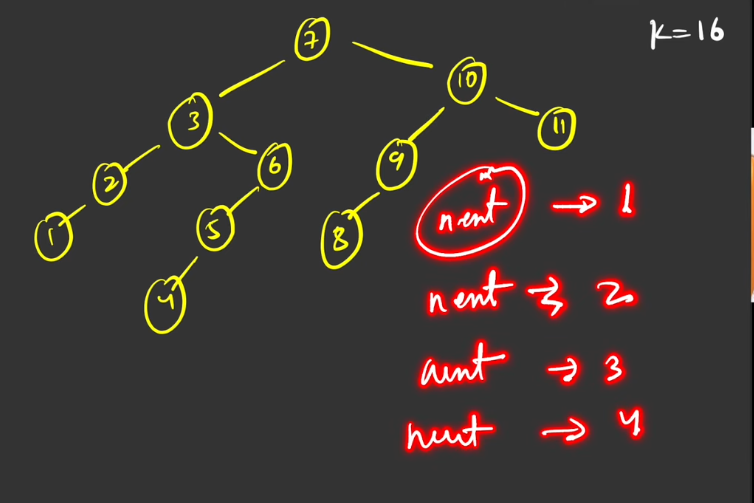 K=16
7
10
3
11
6
9
2
1
5
8
4
next → 1
next → 2
next → 3
next → 4